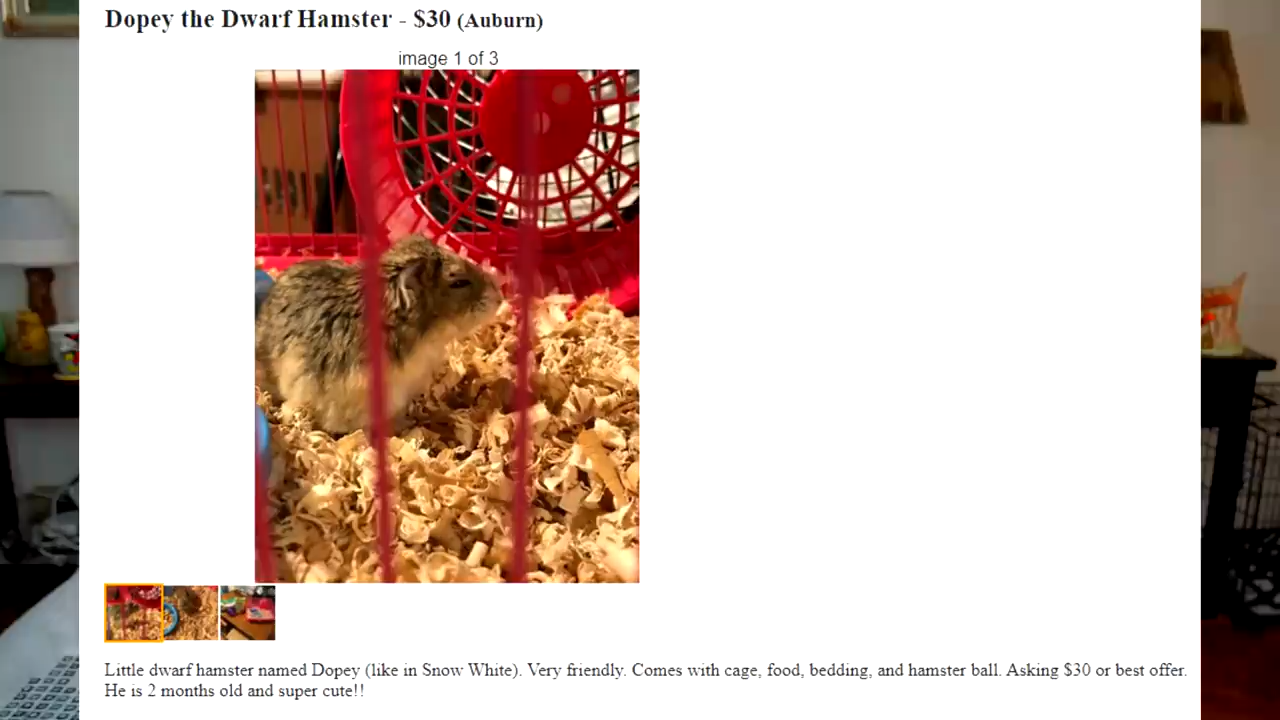 Dopey the Dwarf Hamster - $30 (Auburn)
image 1 of 3
Little dwarf hamster named Dopey (like in Snow White). Very friendly. Comes with cage, food, bedding, and hamster ball. Asking $30 or best offer.
He is 2 months old and super cute!!